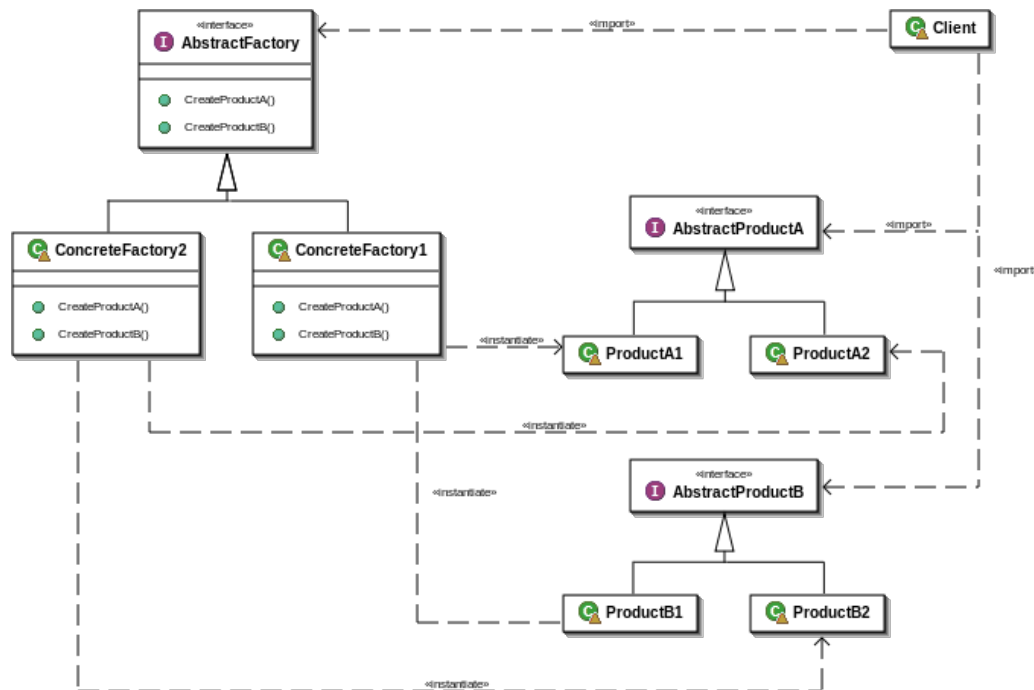 «interface»
I AbstractFactory
CreateProductA()
CreateProductB()
«import»
C Client
C ConcreteFactory2
CreateProductA()
CreateProductB()
C ConcreteFactory1
CreateProductA()
CreateProductB()
«interface»
I AbstractProductA
«import»
«import
«instantiate»
C ProductA1
C ProductA2
«instantiate»
«interface»
I AbstractProductB
«instantiate»
C ProductB1
C ProductB2
«instantiate»